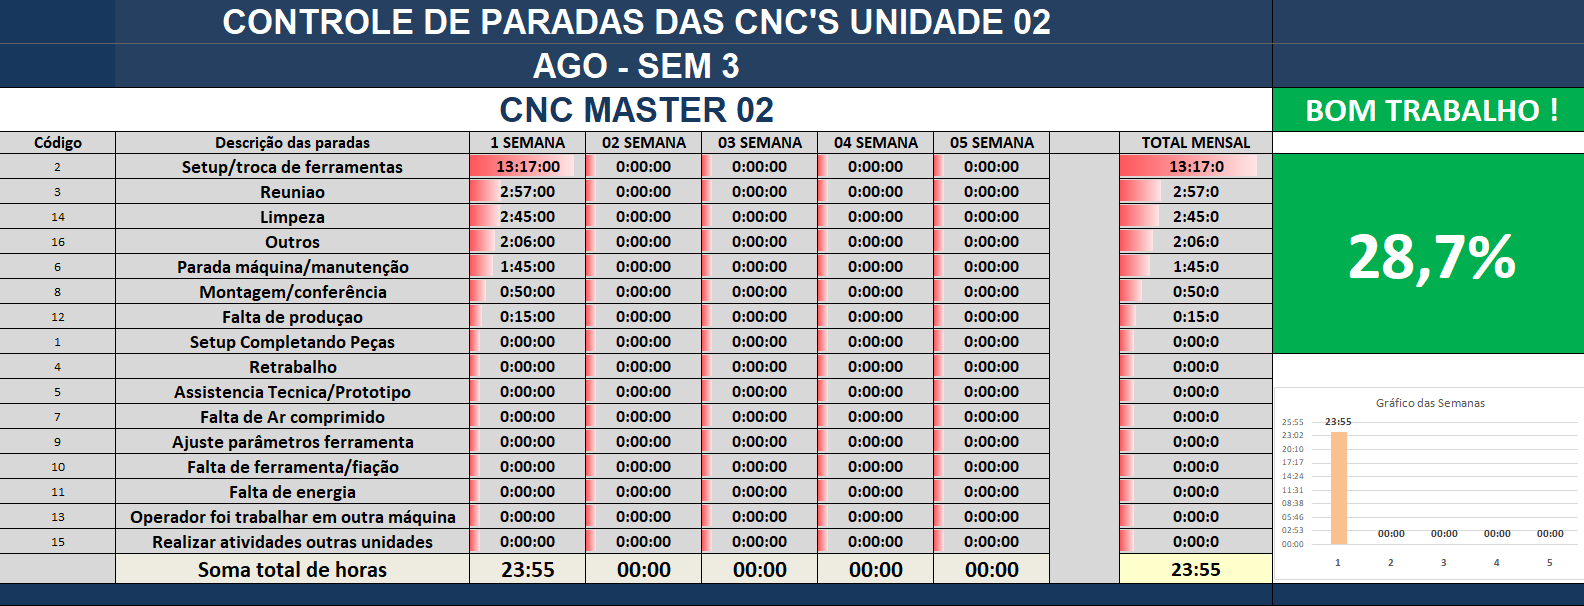 CONTROLE DE PARADAS DAS CNC'S UNIDADE 02
AGO - SEM 3
CNC MASTER 02 BOM TRABALHO !
Código Descrição das paradas 1 SEMANA 02 SEMANA 03 SEMANA 04 SEMANA 05 SEMANA TOTAL MENSAL
2 Setup/troca de ferramentas 13:17:00 0:00:00 0:00:00 0:00:00 0:00:00 13:17:0
3 Reuniao 2:57:00 0:00:00 0:00:00 0:00:00 0:00:00 2:57:0
14 Limpeza 2:45:00 0:00:00 0:00:00 0:00:00 0:00:00 2:45:0
16 Outros 2:06:00 0:00:00 0:00:00 0:00:00 0:00:00 2:06:0
6 Parada máquina/manutenção 1:45:00 0:00:00 0:00:00 0:00:00 0:00:00 1:45:0
8 Montagem/conferência 0:50:00 0:00:00 0:00:00 0:00:00 0:00:00 0:50:0
12 Falta de produçao 0:15:00 0:00:00 0:00:00 0:00:00 0:00:00 0:15:0
1 Setup Completando Peças 0:00:00 0:00:00 0:00:00 0:00:00 0:00:00 0:00:0
4 Retrabalho 0:00:00 0:00:00 0:00:00 0:00:00 0:00:00 0:00:0
5 Assistencia Tecnica/Prototipo 0:00:00 0:00:00 0:00:00 0:00:00 0:00:00 0:00:0
7 Falta de Ar comprimido 0:00:00 0:00:00 0:00:00 0:00:00 0:00:00 0:00:0
9 Ajuste parâmetros ferramenta 0:00:00 0:00:00 0:00:00 0:00:00 0:00:00 0:00:0
10 Falta de ferramenta/fiação 0:00:00 0:00:00 0:00:00 0:00:00 0:00:00 0:00:0
11 Falta de energia 0:00:00 0:00:00 0:00:00 0:00:00 0:00:00 0:00:0
13 Operador foi trabalhar em outra máquina 0:00:00 0:00:00 0:00:00 0:00:00 0:00:00 0:00:0
15 Realizar atividades outras unidades 0:00:00 0:00:00 0:00:00 0:00:00 0:00:00 0:00:0
Soma total de horas 23:55 00:00 00:00 00:00 00:00 23:55
28,7%
Gráfico das Semanas
25:55
23:02
20:10
17:17
14:24
11:31
08:38
05:46
02:53
00:00
23:55 00:00 00:00 00:00 00:00
1 2 3 4 5